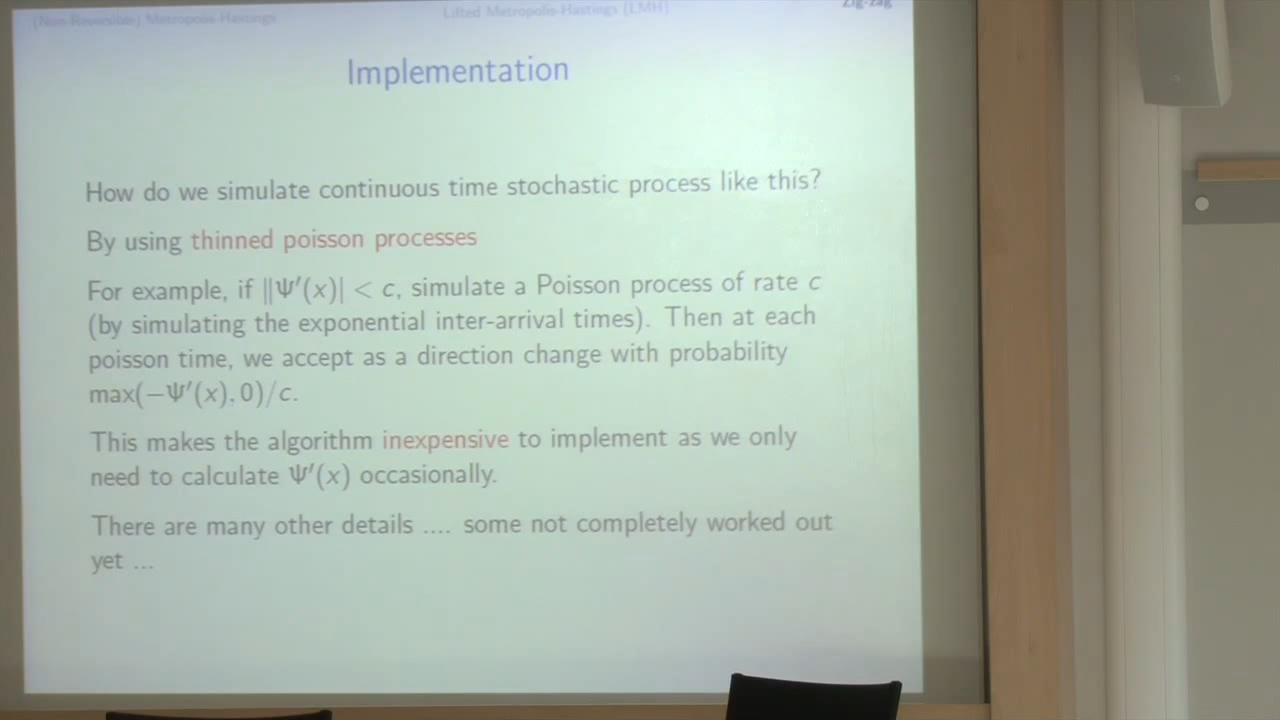 (Non-Reversible) Metropolis-Hastings Lifted Metropolis-Hastings (LMH) Zig-zag
Implementation
How do we simulate continuous time stochastic process like this?
By using thinned poisson processes
For example, if ||Ψ′(x)| < c, simulate a Poisson process of rate c
(by simulating the exponential inter-arrival times). Then at each
poisson time, we accept as a direction change with probability
max(−Ψ′(x), 0)/c.
This makes the algorithm inexpensive to implement as we only
need to calculate Ψ′(x) occasionally.
There are many other details .... some not completely worked out
yet ...